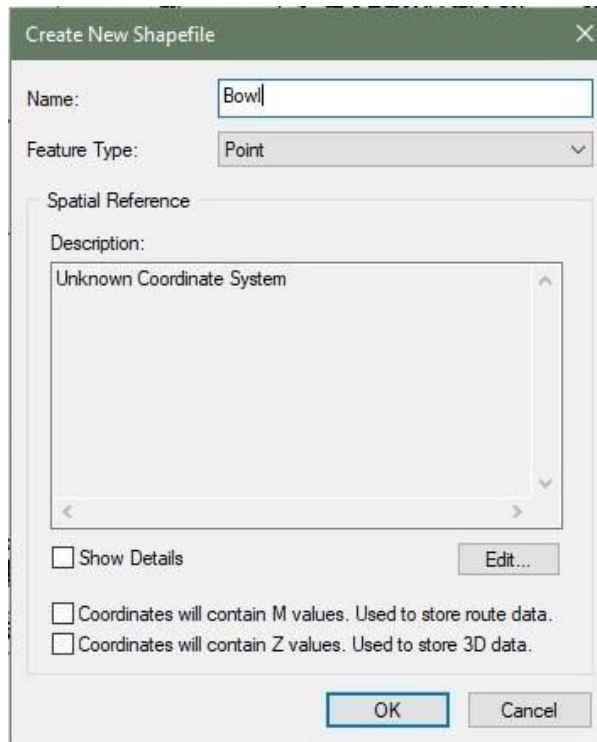 Create New Shapefile
Name:
Bowl
Feature Type:
Point
Spatial Reference
Description:
Unknown Coordinate System
Show Details
Edit...
Coordinates will contain M values. Used to store route data.
Coordinates will contain Z values. Used to store 3D data.
OK
Cancel